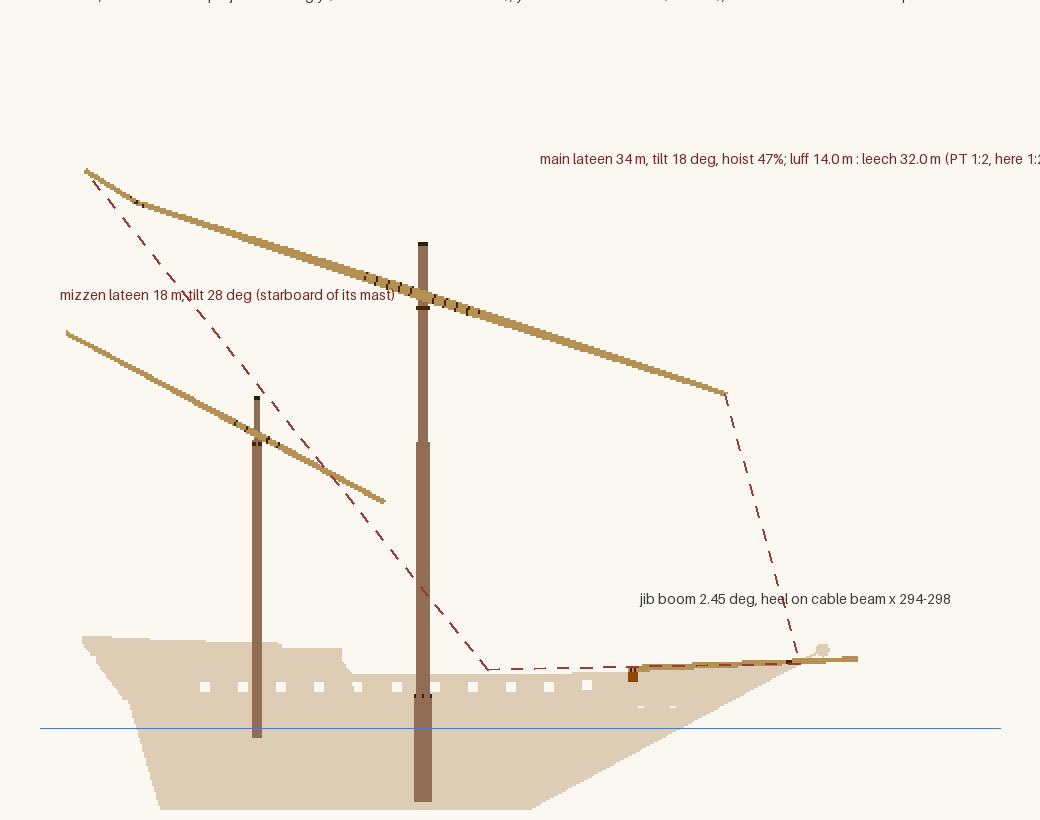 main lateen 34 m, tilt 18 deg, hoist 47%; luff 14.0 m : leech 32.0 m (PT 1:2, here 1:2
mizzen lateen 18 m, tilt 28 deg (starboard of its mast)
jib boom 2.45 deg, heel on cable beam x 294-298